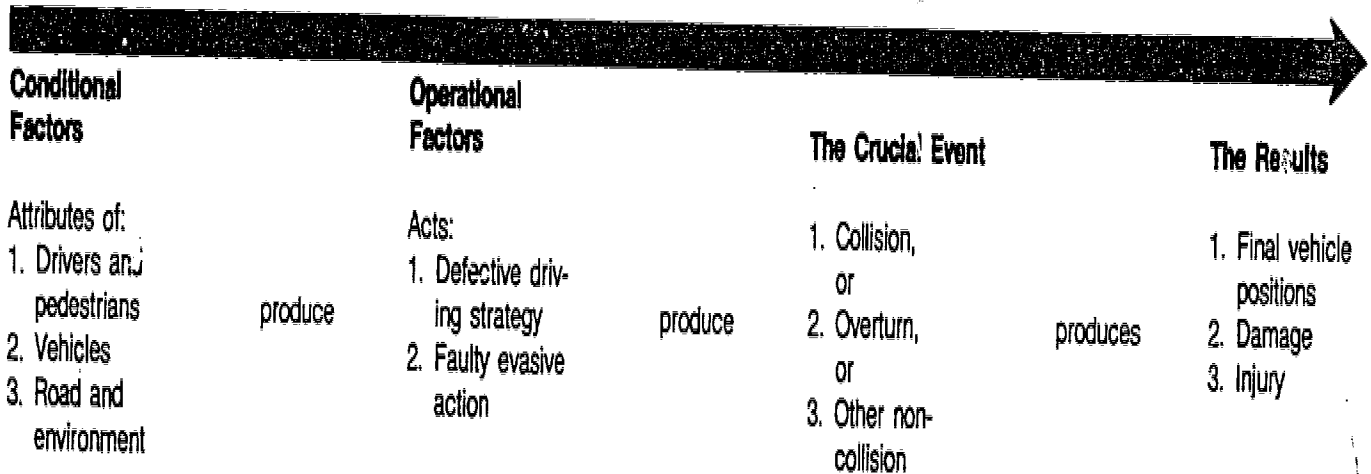 Conditional
Factors
Attributes of:
1. Drivers and
pedestrians
2. Vehicles
3. Road and
environment
produce
Operational
Factors
Acts:
1. Defective driv-
ing strategy
2. Faulty evasive
action
produce
The Crucial Event
1. Collision,
or
2. Overturn,
or
3. Other non-
collision
produces
The Results
1. Final vehicle
positions
2. Damage
3. Injury